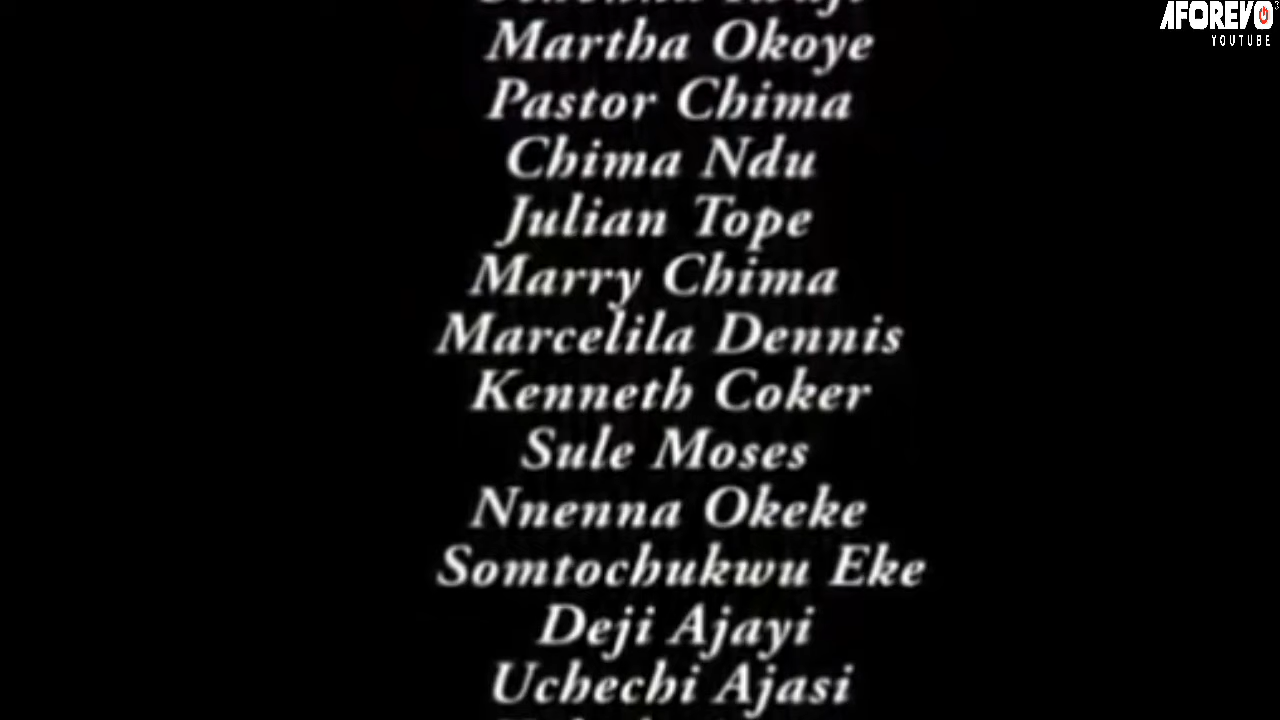 AFOREVO
YOUTUBE
Martha Okoye
Pastor Chima
Chima Ndu
Julian Tope
Marry Chima
Marcelila Dennis
Kenneth Coker
Sule Moses
Nnenna Okeke
Somtochukwu Eke
Deji Ajayi
Uchechi Ajasi